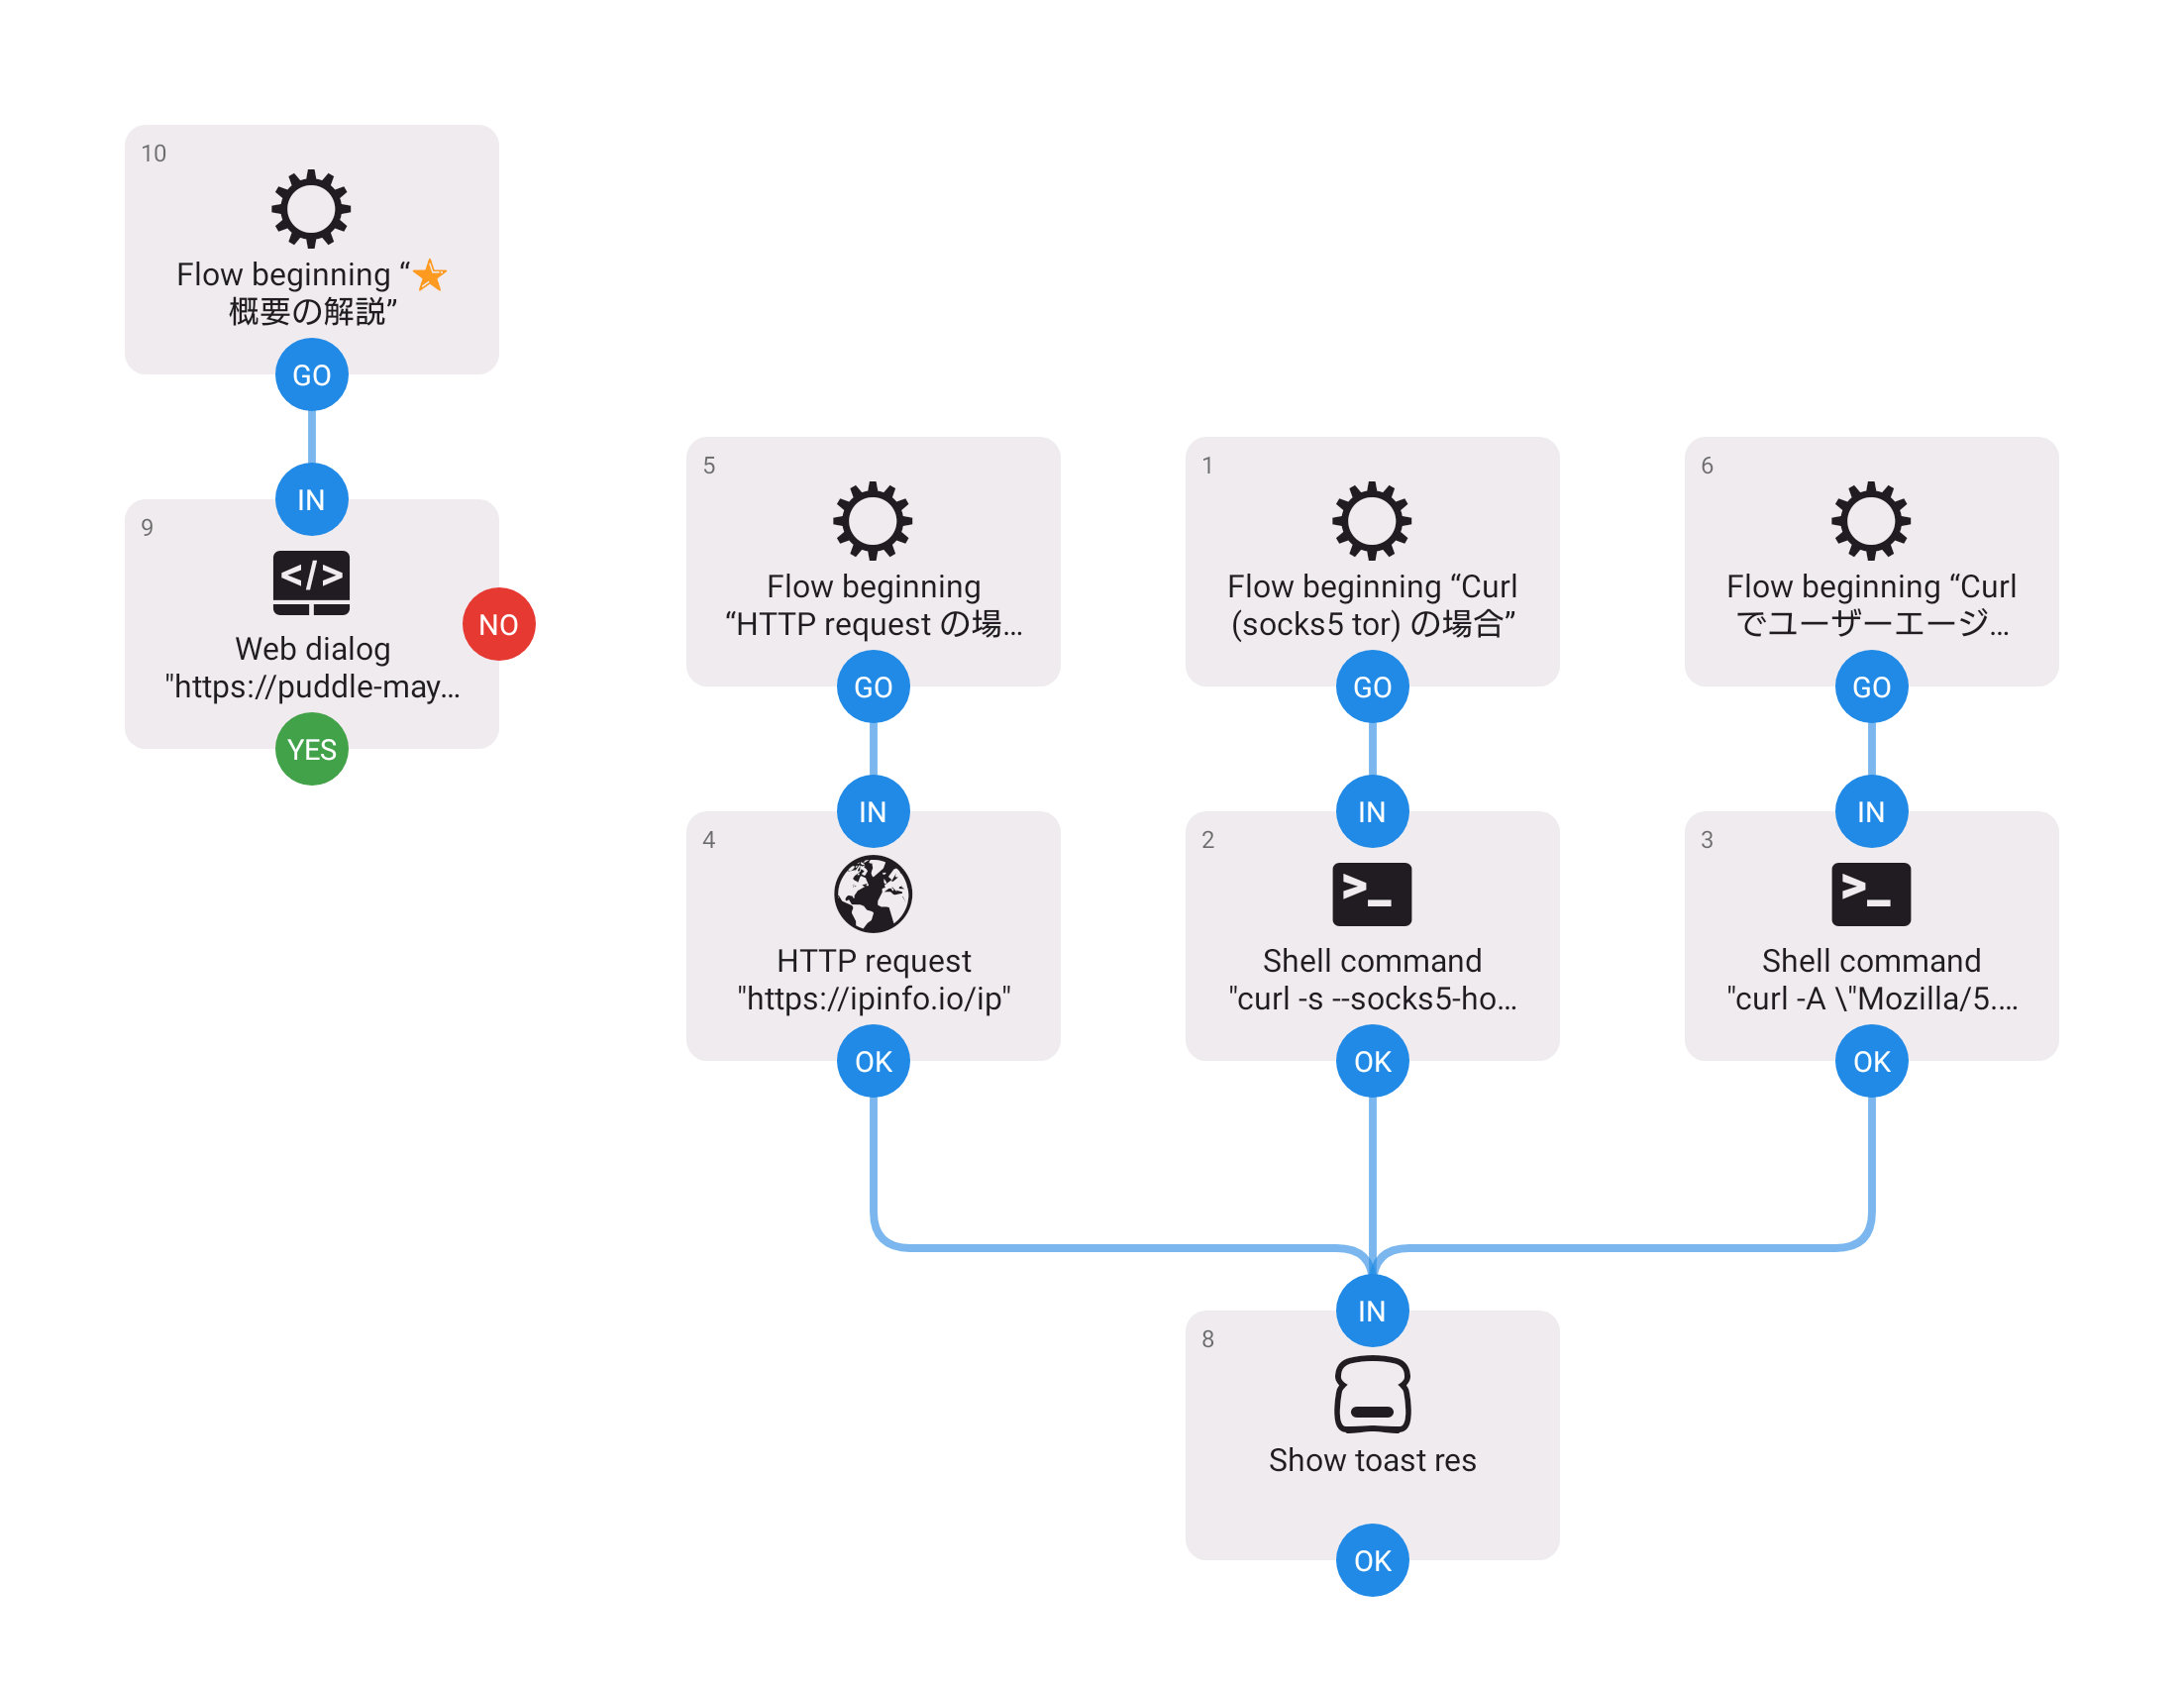 10
Flow beginning “⭐
概要の解説”
GO
IN
9
</>
Web dialog
"https://puddle-may...
NO
YES
5
Flow beginning
“HTTP request の場...
GO
IN
4
HTTP request
"https://ipinfo.io/ip"
OK
1
Flow beginning “Curl
(socks5 tor) の場合”
GO
IN
2
>_
Shell command
"curl -s --socks5-ho...
OK
6
Flow beginning “Curl
でユーザーエージ...
GO
IN
3
>_
Shell command
"curl -A \"Mozilla/5....
OK
IN
8
Show toast res
OK